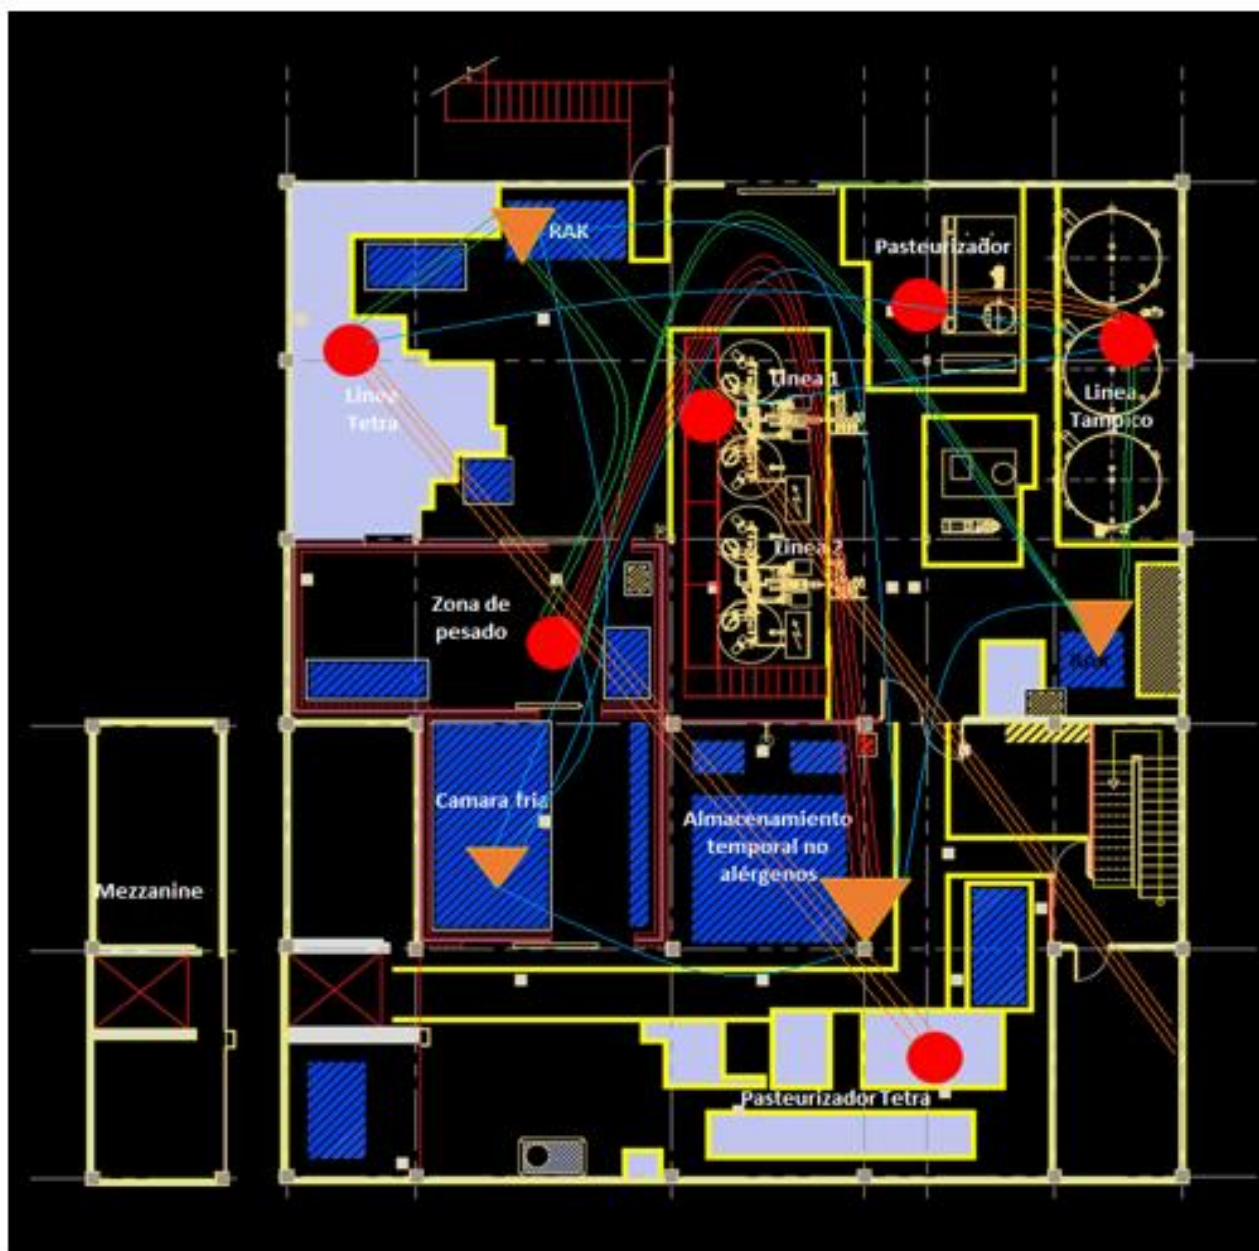 RAK
Pasteurizador
Linea
Tetra
Linea 1
Linea
Tampico
Linea 2
Zona de
pesado
RAK
Camara fria
Almacenamiento
temporal no
alérgenos
Mezzanine
Pasteurizador Tetra